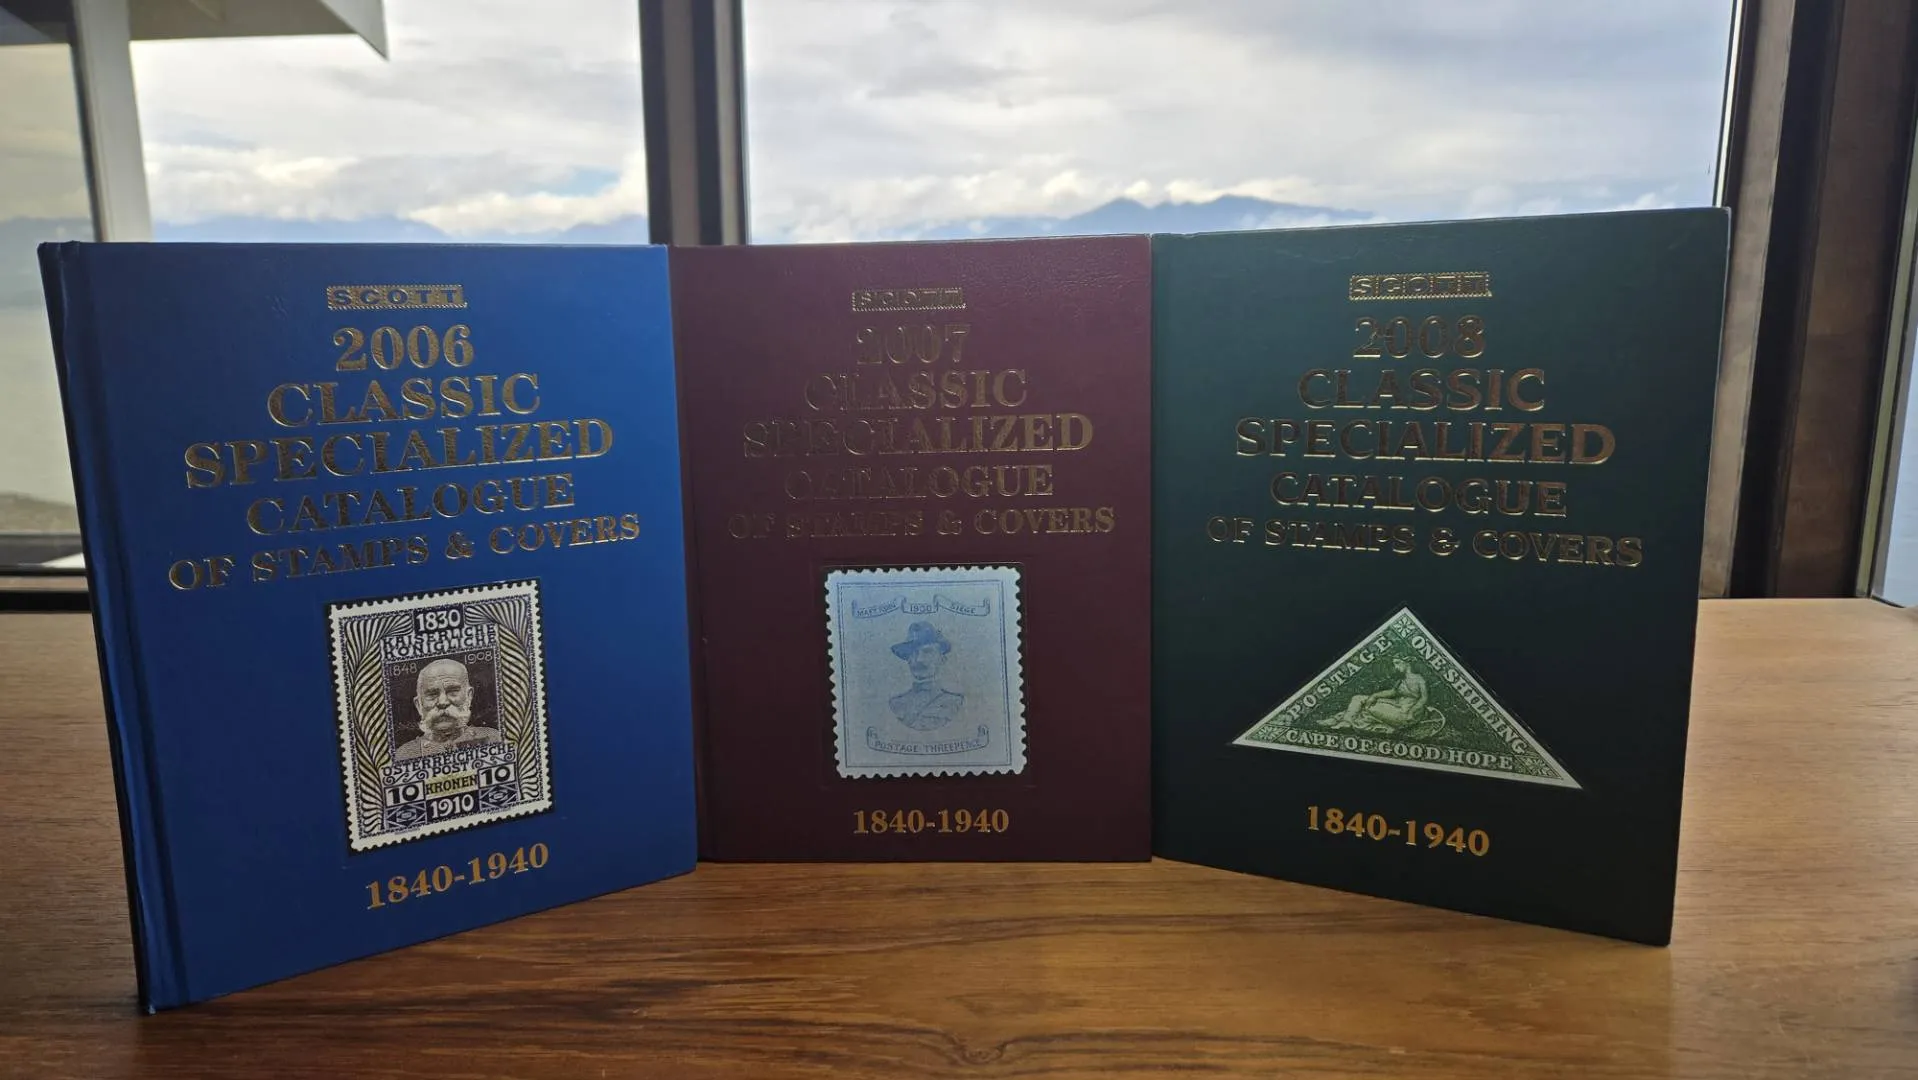 SCOTT
2006
CLASSIC
SPECIALIZED
CATALOGUE
OF STAMPS & COVERS
1830
KAISERLICHE
KÖNIGLICHE
1848 1908
ÖSTERREICHISCHE
POST
10 KRONEN 10
1910
1840-1940
SCOTT
2007
CLASSIC
SPECIALIZED
CATALOGUE
OF STAMPS & COVERS
MAFEKING 1900 SIEGE
POSTAGE THREEPENCE
1840-1940
SCOTT
2008
CLASSIC
SPECIALIZED
CATALOGUE
OF STAMPS & COVERS
POSTAGE ONE SHILLING
CAPE OF GOOD HOPE
1840-1940